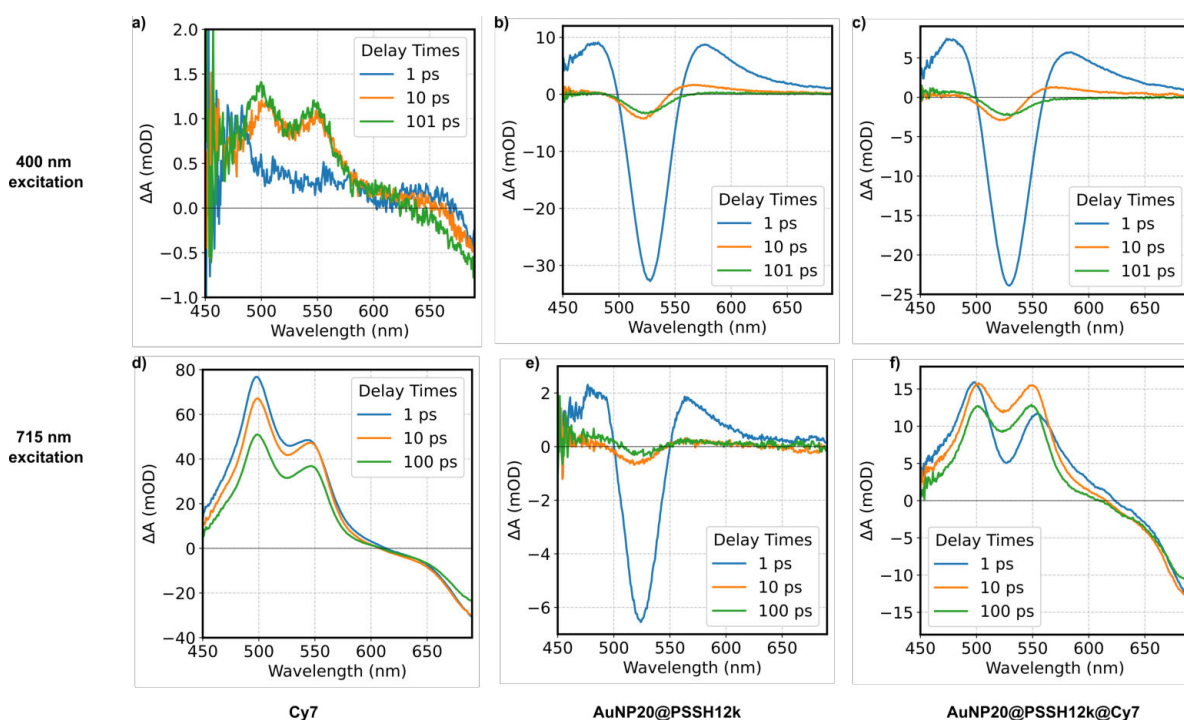 a)
b)
c)
400 nm
excitation
ΔA (mOD)
2.0
1.5
1.0
0.5
0.0
−0.5
−1.0
Delay Times
1 ps
10 ps
101 ps
450 500 550 600 650
Wavelength (nm)
ΔA (mOD)
10
0
−10
−20
−30
Delay Times
1 ps
10 ps
101 ps
450 500 550 600 650
Wavelength (nm)
ΔA (mOD)
5
0
−5
−10
−15
−20
−25
Delay Times
1 ps
10 ps
101 ps
450 500 550 600 650
Wavelength (nm)
d)
e)
f)
715 nm
excitation
ΔA (mOD)
80
60
40
20
0
−20
−40
Delay Times
1 ps
10 ps
100 ps
450 500 550 600 650
Wavelength (nm)
ΔA (mOD)
2
0
−2
−4
−6
Delay Times
1 ps
10 ps
100 ps
450 500 550 600 650
Wavelength (nm)
ΔA (mOD)
15
10
5
0
−5
−10
−15
Delay Times
1 ps
10 ps
100 ps
450 500 550 600 650
Wavelength (nm)
Cy7
AuNP20@PSSH12k
AuNP20@PSSH12k@Cy7